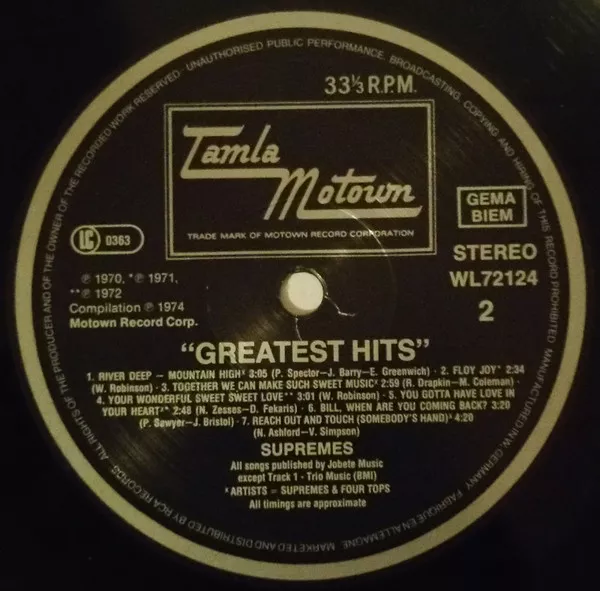 UNAUTHORISED PUBLIC PERFORMANCE, BROADCASTING, COPYING AND HIRING OF THIS RECORD PROHIBITED
33⅓ R.P.M.
Tamla
Motown
TRADE MARK OF MOTOWN RECORD CORPORATION
GEMA
BIEM
LC 0363
STEREO
WL72124
2
℗ 1970, *℗ 1971,
**℗ 1972
Compilation ℗ 1974
Motown Record Corp.
"GREATEST HITS"
1. RIVER DEEP – MOUNTAIN HIGH 3:05 (P. Spector–J. Barry–E. Greenwich) · 2. FLOY JOY* 2:34
(W. Robinson) · 3. TOGETHER WE CAN MAKE SUCH SWEET MUSIC 2:59 (R. Drapkin–M. Coleman)
4. YOUR WONDERFUL SWEET SWEET LOVE** 3:01 (W. Robinson) · 5. YOU GOTTA HAVE LOVE IN
YOUR HEART 2:48 (N. Zesses–D. Fekaris) · 6. BILL, WHEN ARE YOU COMING BACK? 3:20
(P. Sawyer–J. Bristol) · 7. REACH OUT AND TOUCH (SOMEBODY'S HAND) 4:20
(N. Ashford–V. Simpson)
SUPREMES
All songs published by Jobete Music
except Track 1 · Trio Music (BMI)
ARTISTS = SUPREMES & FOUR TOPS
All timings are approximate
MANUFACTURED IN W. GERMANY. FABRIQUE EN ALLEMAGNE.
MARKETED AND DISTRIBUTED BY RCA RECORDS
ALL RIGHTS OF THE PRODUCER AND OF THE OWNER OF THE RECORDED WORK RESERVED.